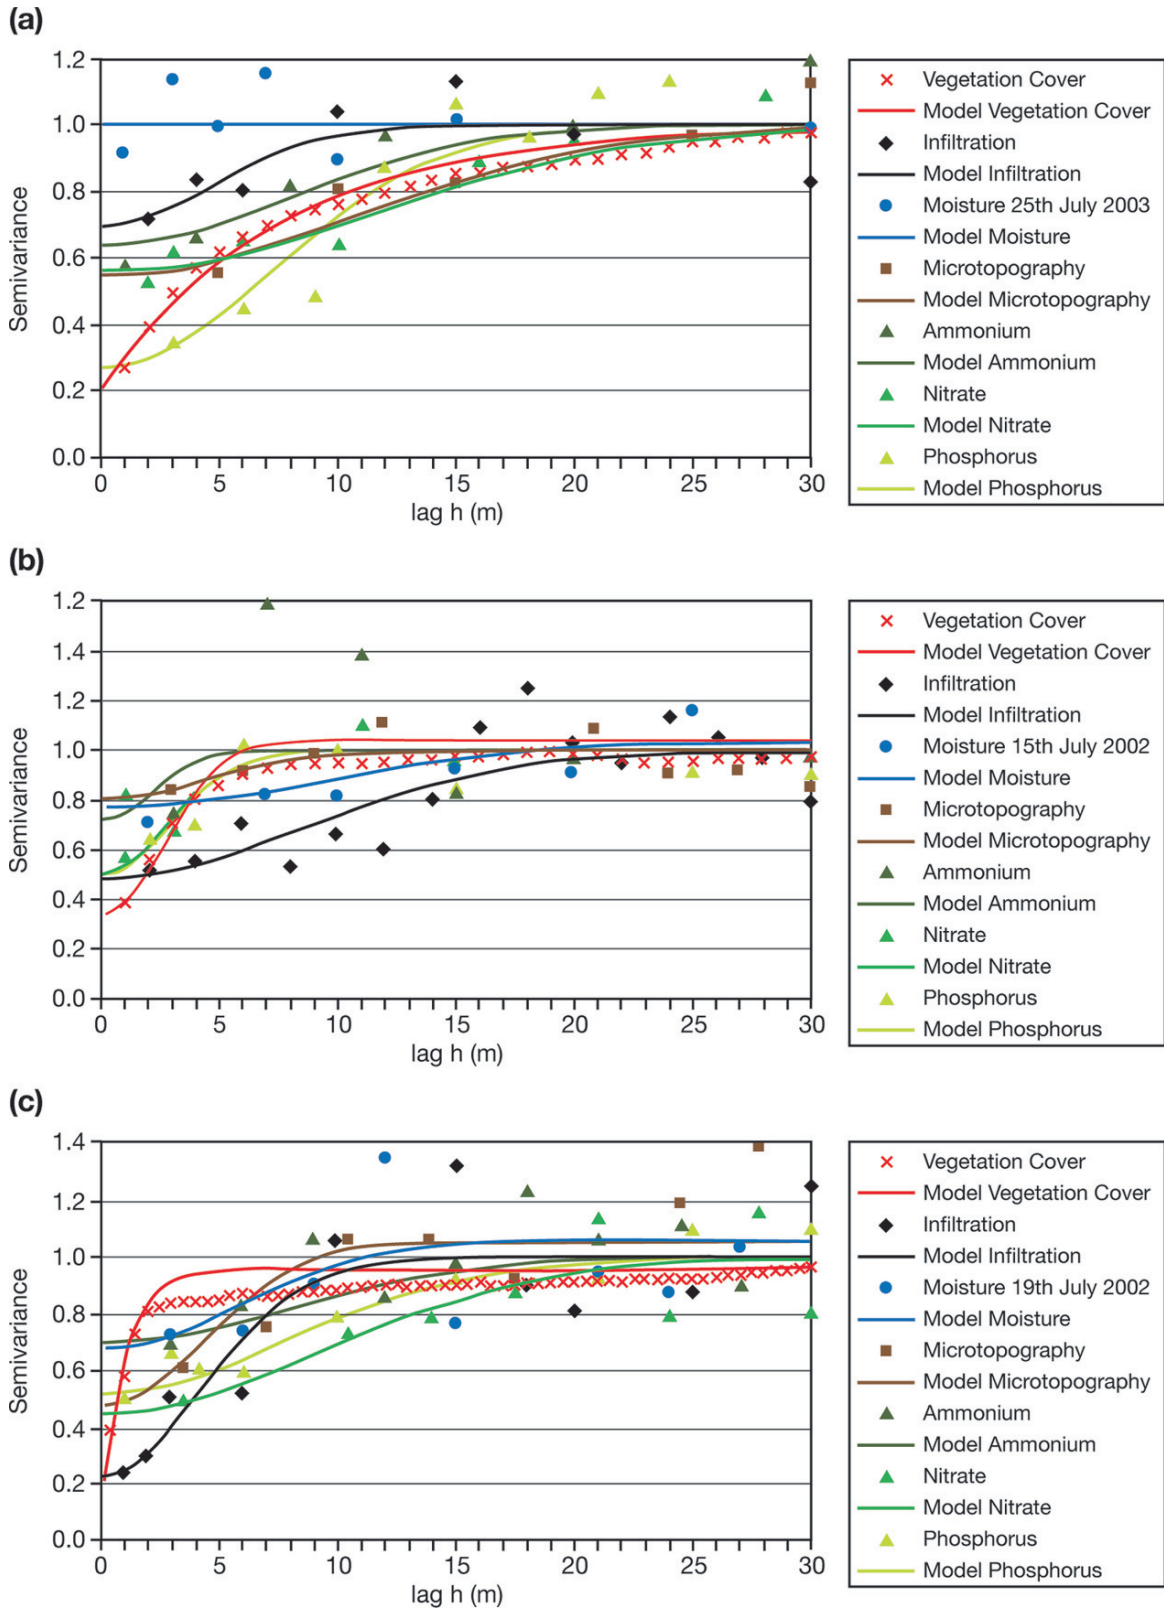 (a)
1.2
1.0
0.8
0.6
0.4
0.2
0.0
Semivariance
0 5 10 15 20 25 30
lag h (m)
Vegetation Cover
Model Vegetation Cover
Infiltration
Model Infiltration
Moisture 25th July 2003
Model Moisture
Microtopography
Model Microtopography
Ammonium
Model Ammonium
Nitrate
Model Nitrate
Phosphorus
Model Phosphorus
(b)
1.2
1.4
1.2
1.0
0.8
0.6
0.4
0.2
0.0
Semivariance
0 5 10 15 20 25 30
lag h (m)
Vegetation Cover
Model Vegetation Cover
Infiltration
Model Infiltration
Moisture 15th July 2002
Model Moisture
Microtopography
Model Microtopography
Ammonium
Model Ammonium
Nitrate
Model Nitrate
Phosphorus
Model Phosphorus
(c)
1.4
1.2
1.0
0.8
0.6
0.4
0.2
0.0
Semivariance
0 5 10 15 20 25 30
lag h (m)
Vegetation Cover
Model Vegetation Cover
Infiltration
Model Infiltration
Moisture 19th July 2002
Model Moisture
Microtopography
Model Microtopography
Ammonium
Model Ammonium
Nitrate
Model Nitrate
Phosphorus
Model Phosphorus